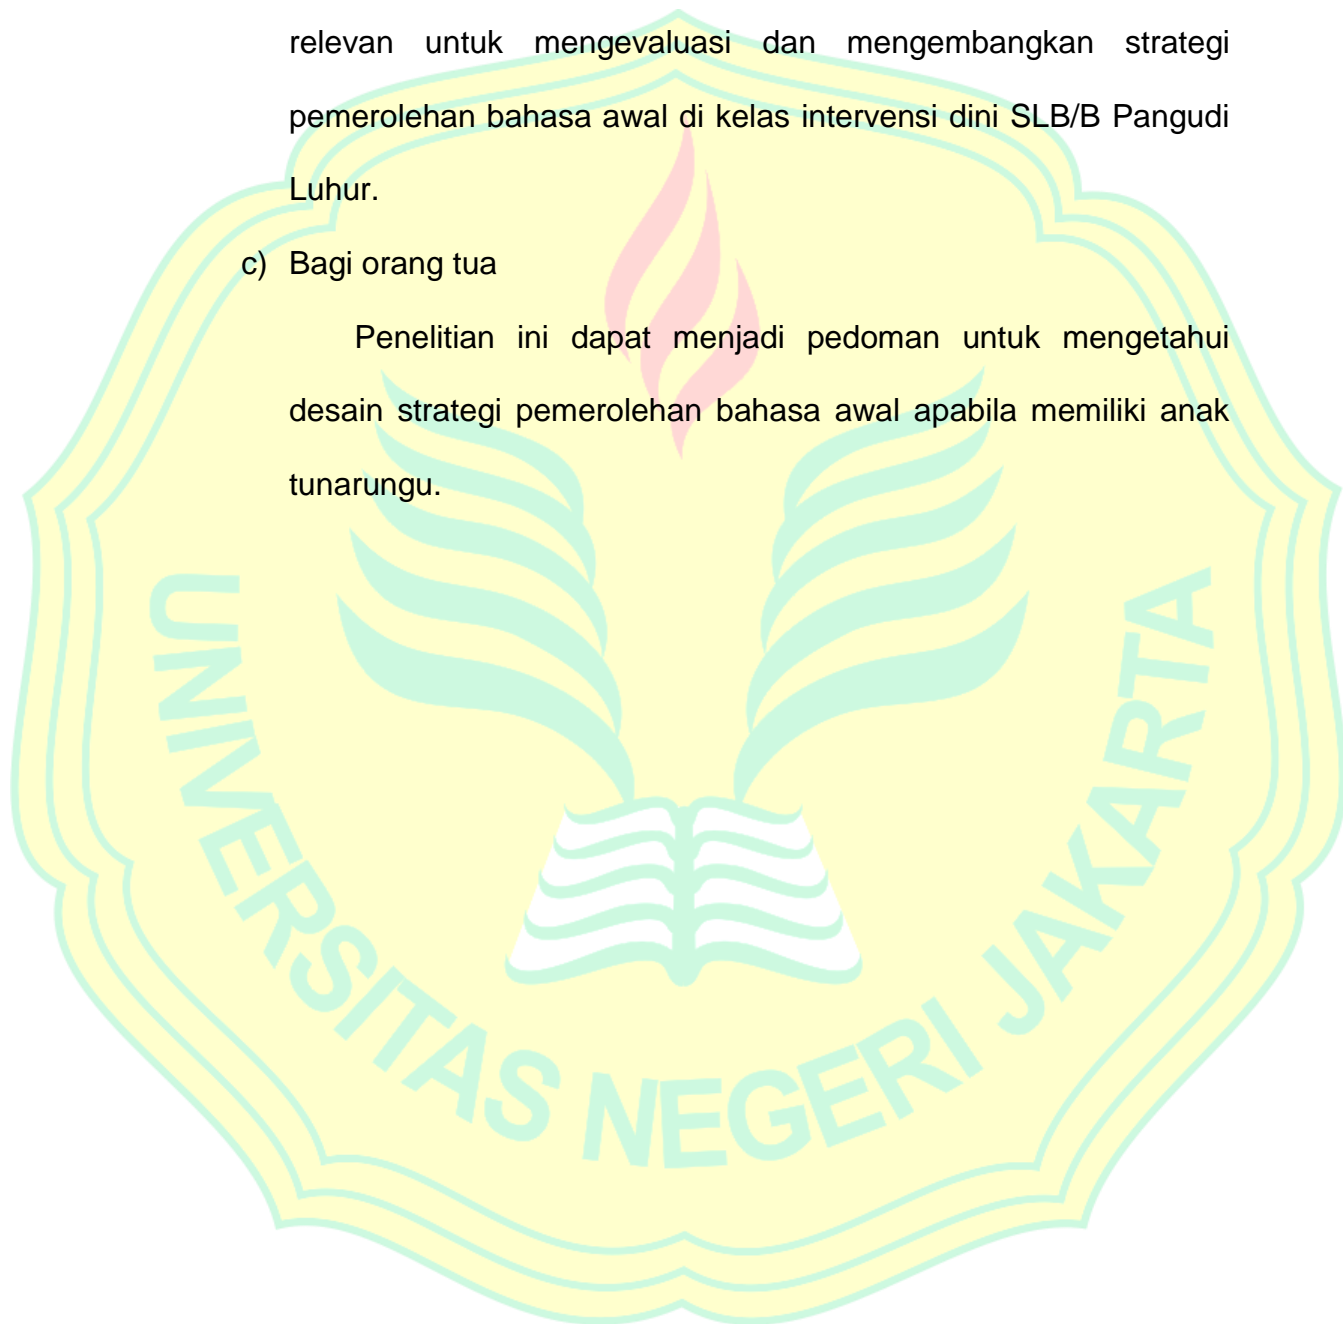 relevan untuk mengevaluasi dan mengembangkan strategi
pemerolehan bahasa awal di kelas intervensi dini SLB/B Pangudi
Luhur.
c) Bagi orang tua
Penelitian ini dapat menjadi pedoman untuk mengetahui
desain strategi pemerolehan bahasa awal apabila memiliki anak
tunarungu.
UNIVERSITAS NEGERI JAKARTA